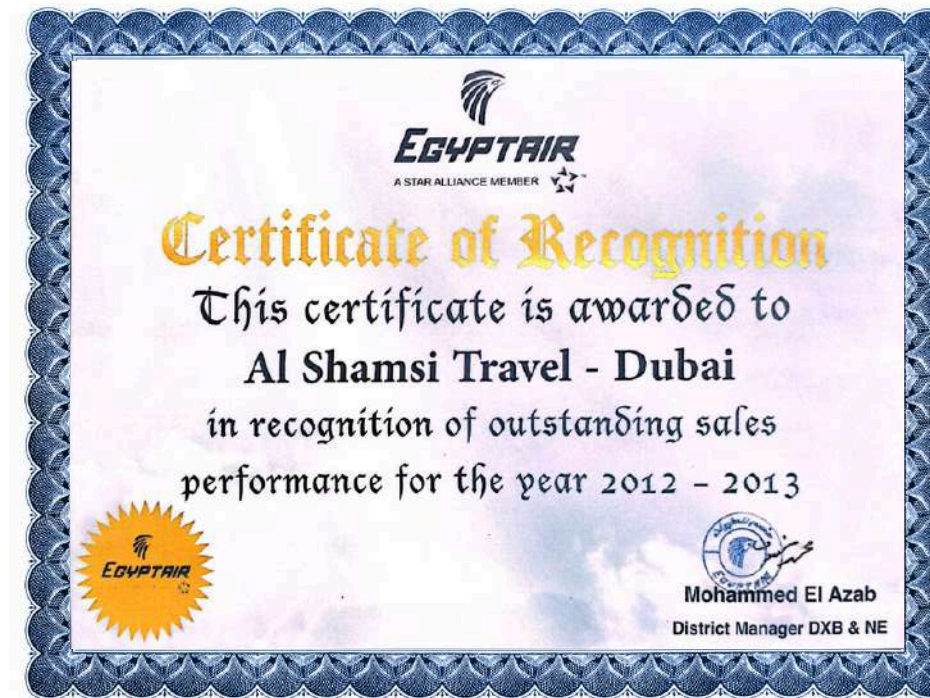 EGYPTAIR
A STAR ALLIANCE MEMBER
Certificate of Recognition
This certificate is awarded to
Al Shamsi Travel - Dubai
in recognition of outstanding sales
performance for the year 2012 - 2013
EGYPTAIR
EGYPTAIR
Mohammed El Azab
District Manager DXB & NE